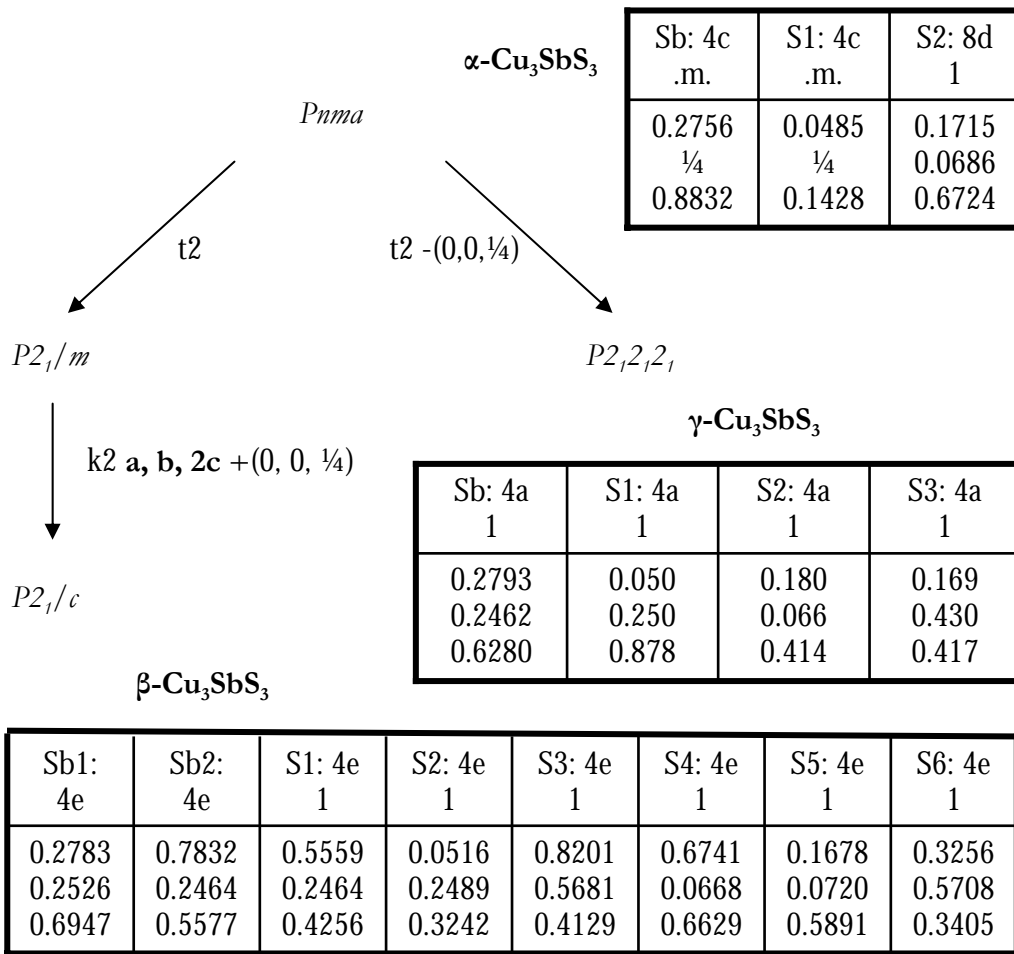 α-Cu₃SbS₃
Sb: 4c S1: 4c S2: 8d
.m. .m. 1
0.2756 0.0485 0.1715
¼ ¼ 0.0686
0.8832 0.1428 0.6724
Pnma
t2 t2 -(0,0,¼)
P2₁/m P2₁2₁2₁
k2 a, b, 2c +(0, 0, ¼)
γ-Cu₃SbS₃
Sb: 4a S1: 4a S2: 4a S3: 4a
1 1 1 1
0.2793 0.050 0.180 0.169
0.2462 0.250 0.066 0.430
0.6280 0.878 0.414 0.417
P2₁/c
β-Cu₃SbS₃
Sb1: Sb2: S1: 4e S2: 4e S3: 4e S4: 4e S5: 4e S6: 4e
4e 4e 1 1 1 1 1 1
0.2783 0.7832 0.5559 0.0516 0.8201 0.6741 0.1678 0.3256
0.2526 0.2464 0.2464 0.2489 0.5681 0.0668 0.0720 0.5708
0.6947 0.5577 0.4256 0.3242 0.4129 0.6629 0.5891 0.3405